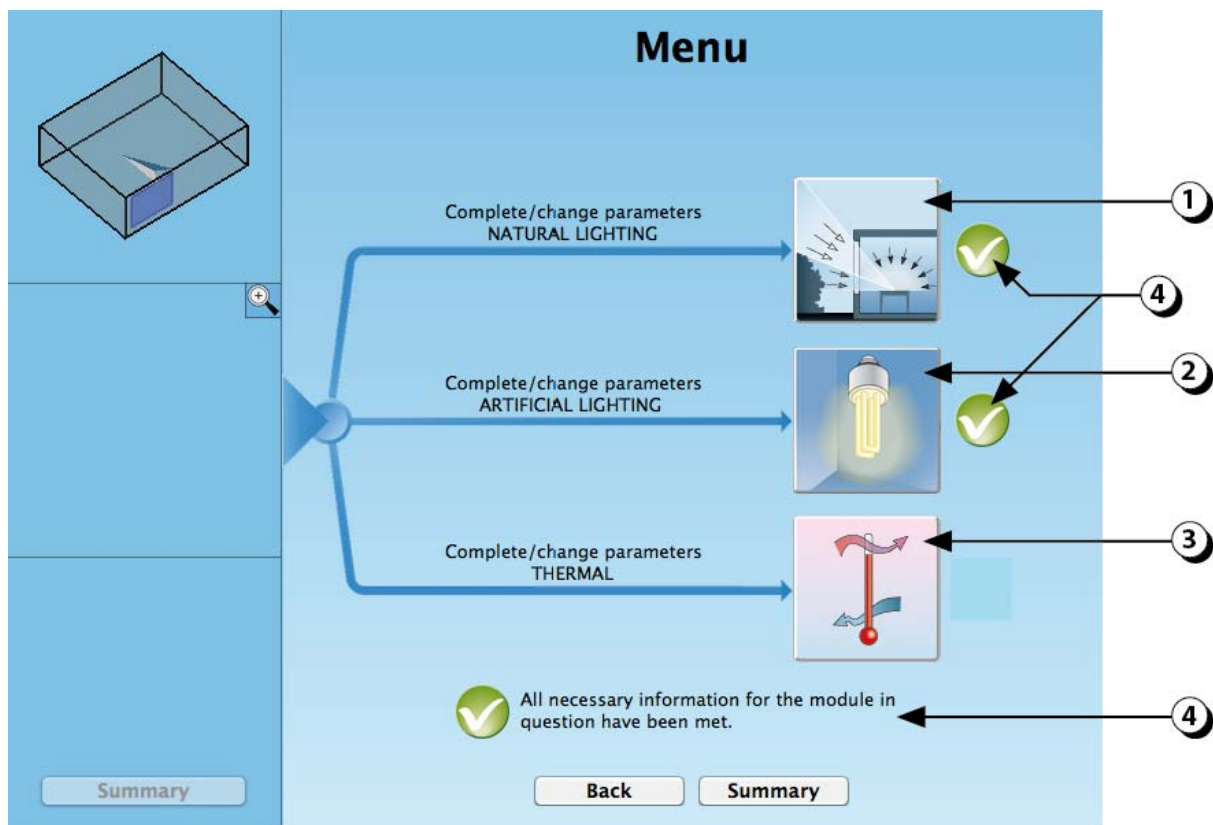 Menu
1
Complete/change parameters
NATURAL LIGHTING
4
2
Complete/change parameters
ARTIFICIAL LIGHTING
3
Complete/change parameters
THERMAL
All necessary information for the module in
question have been met.
4
Summary
Back
Summary